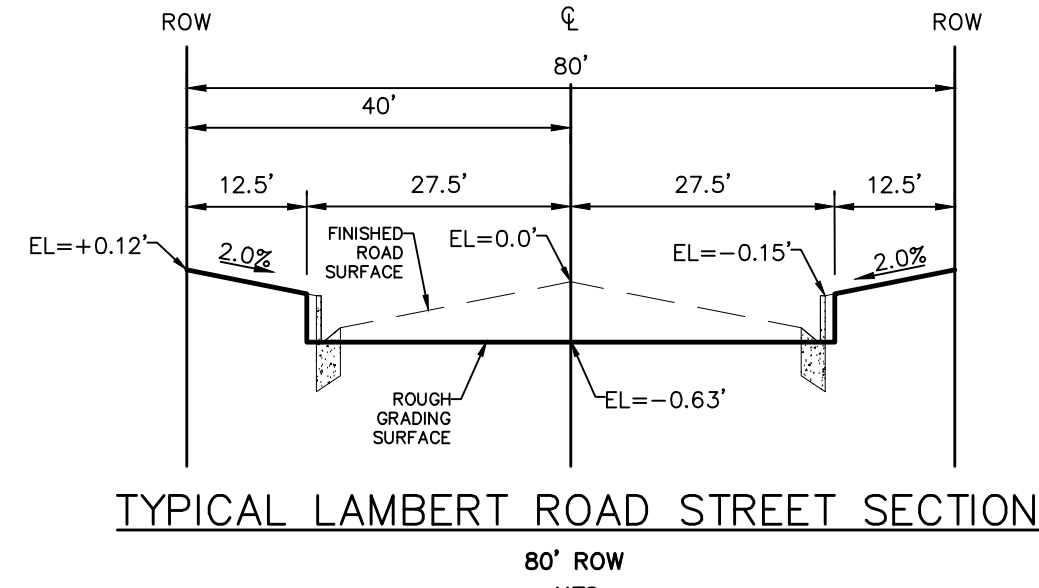 ROW
℄
ROW
80'
40'
12.5'
27.5'
27.5'
12.5'
EL=+0.12'
2.0%
FINISHED
ROAD
SURFACE
EL=0.0'
EL=-0.15'
2.0%
ROUGH
GRADING
SURFACE
EL=-0.63'
TYPICAL LAMBERT ROAD STREET SECTION
80' ROW